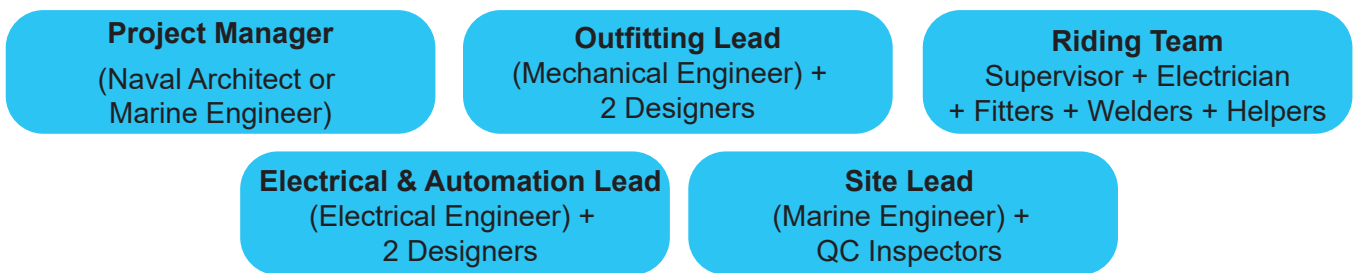 Project Manager
(Naval Architect or
Marine Engineer)
Outfitting Lead
(Mechanical Engineer) +
2 Designers
Riding Team
Supervisor + Electrician
+ Fitters + Welders + Helpers
Electrical & Automation Lead
(Electrical Engineer) +
2 Designers
Site Lead
(Marine Engineer) +
QC Inspectors